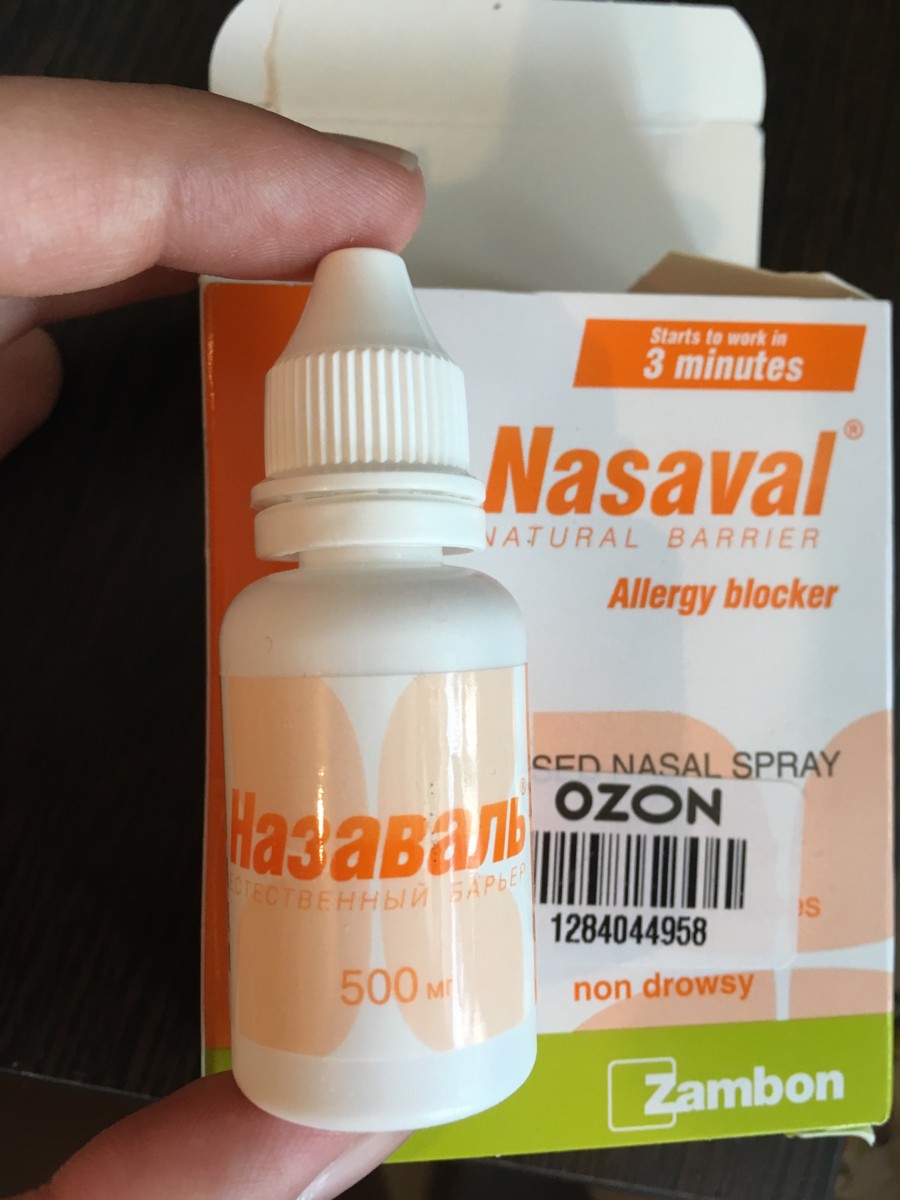 Starts to work in
3 minutes
Nasaval®
NATURAL BARRIER
Allergy blocker
NASAL SPRAY
OZON
1284044958
non drowsy
Zambon
Назаваль®
ЕСТЕСТВЕННЫЙ БАРЬЕР
500 мг